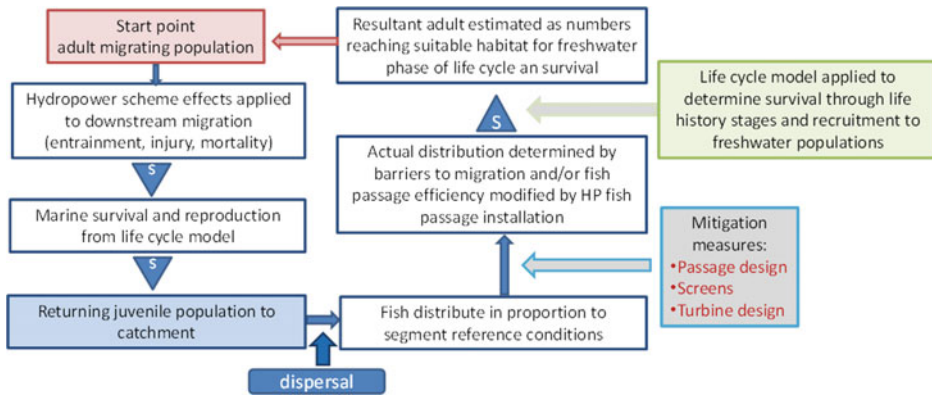 Start point
adult migrating population
Resultant adult estimated as numbers
reaching suitable habitat for freshwater
phase of life cycle an survival
Hydropower scheme effects applied
to downstream migration
(entrainment, injury, mortality)
S
Life cycle model applied to
determine survival through life
history stages and recruitment to
freshwater populations
S
Actual distribution determined by
barriers to migration and/or fish
passage efficiency modified by HP fish
passage installation
Marine survival and reproduction
from life cycle model
S
Mitigation
measures:
•Passage design
•Screens
•Turbine design
Returning juvenile population to
catchment
Fish distribute in proportion to
segment reference conditions
dispersal